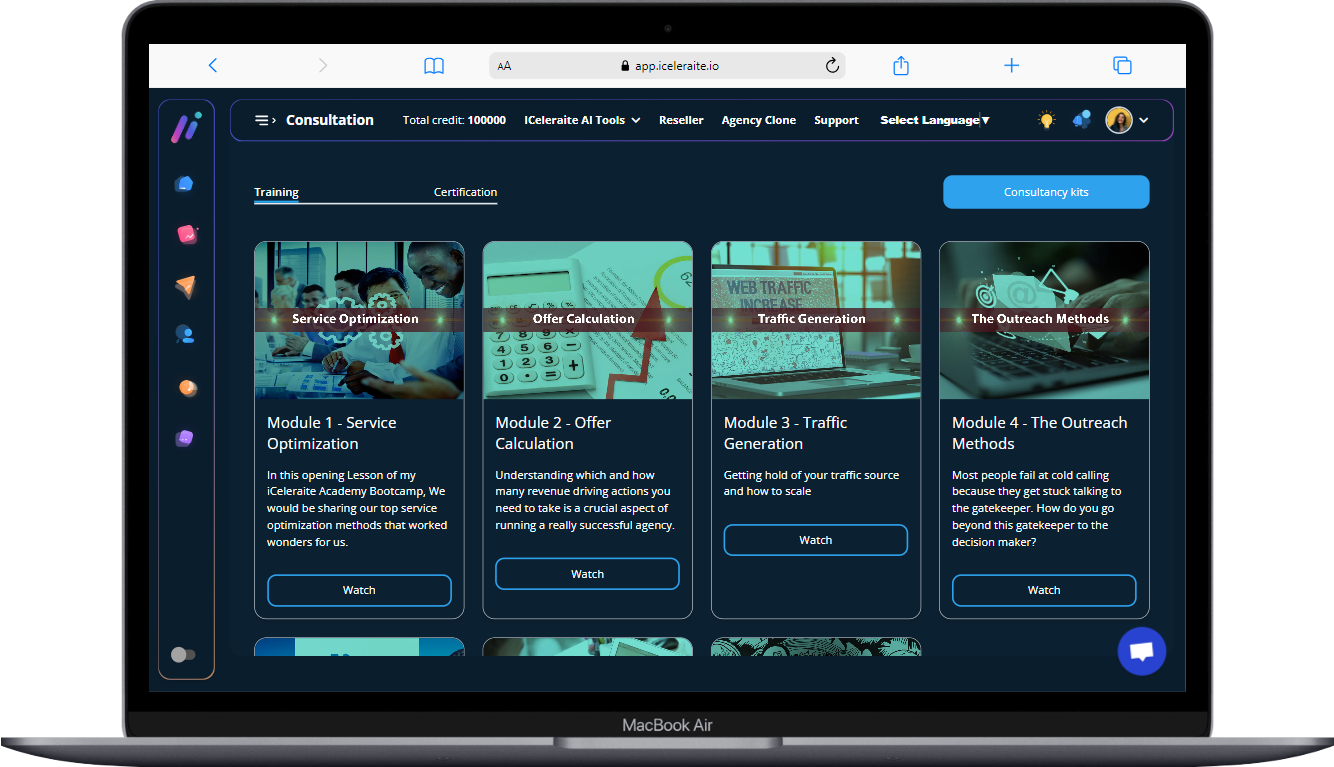 AA app.iceleraite.io
Consultation Total credit: 100000 ICeleraite AI Tools Reseller Agency Clone Support Select Language▼
Training Certification Consultancy kits
Service Optimization
Module 1 - Service
Optimization
In this opening Lesson of my
iCeleraite Academy Bootcamp, We
would be sharing our top service
optimization methods that worked
wonders for us.
Watch
Offer Calculation
Module 2 - Offer
Calculation
Understanding which and how
many revenue driving actions you
need to take is a crucial aspect of
running a really successful agency.
Watch
WEB TRAFFIC
INCREASE
Traffic Generation
Module 3 - Traffic
Generation
Getting hold of your traffic source
and how to scale
Watch
The Outreach Methods
Module 4 - The Outreach
Methods
Most people fail at cold calling
because they get stuck talking to
the gatekeeper. How do you go
beyond this gatekeeper to the
decision maker?
Watch
MacBook Air